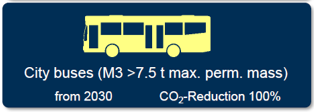 City buses (M3 >7.5 t max. perm. mass)
from 2030 CO₂-Reduction 100%